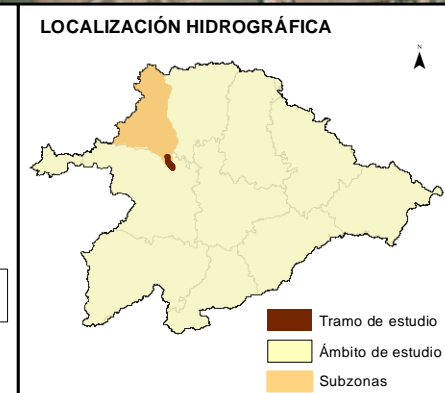 LOCALIZACIÓN HIDROGRÁFICA
N
Tramo de estudio
Ámbito de estudio
Subzonas